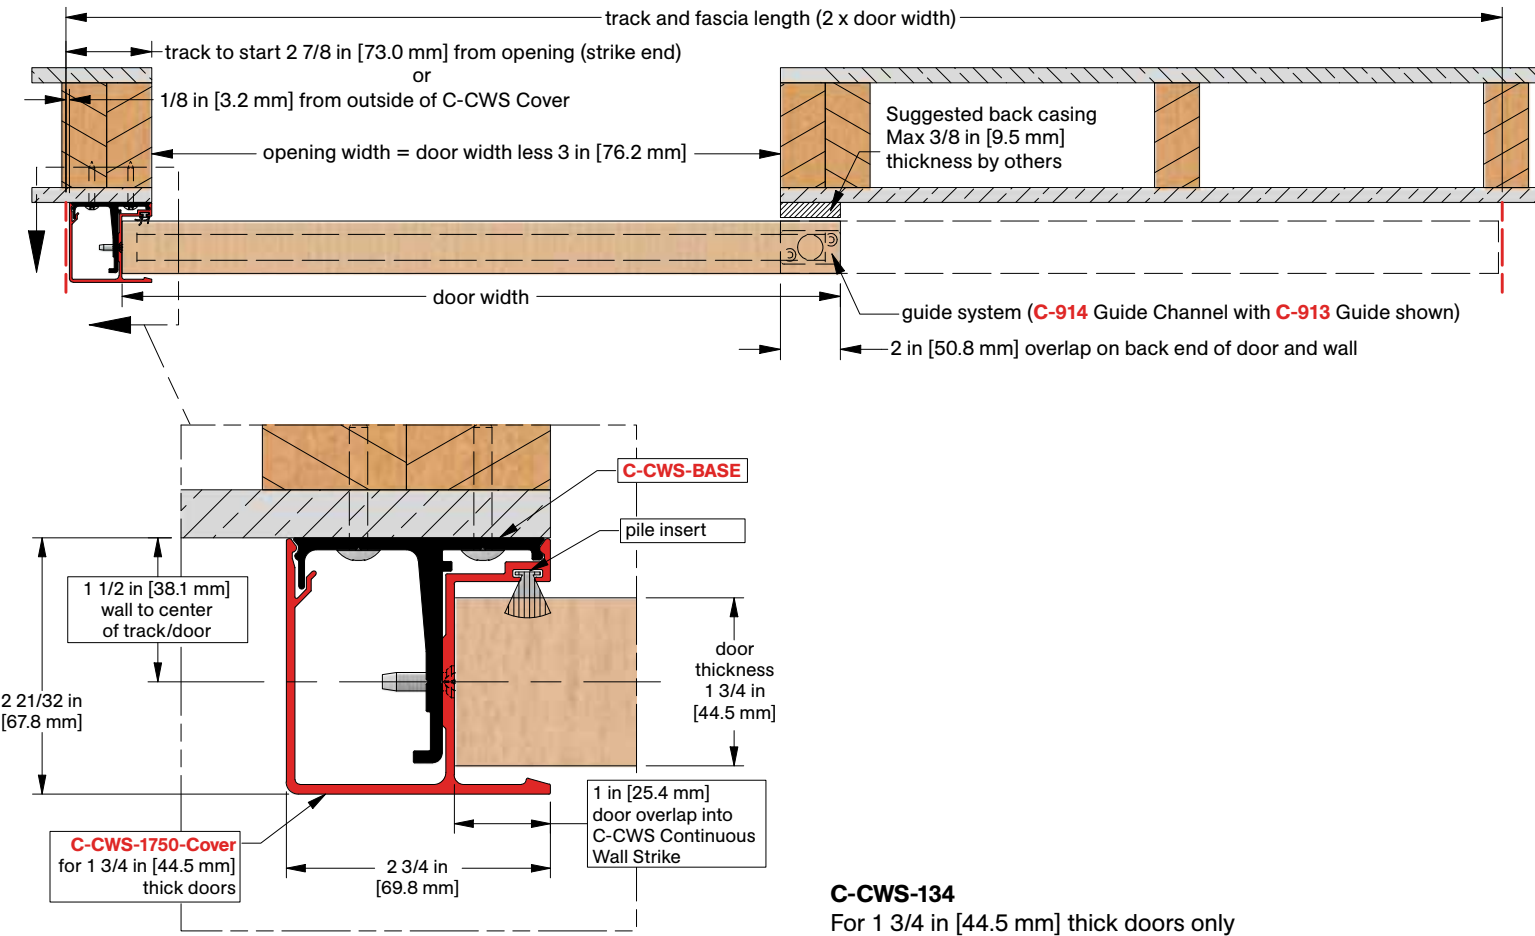 track and fascia length (2 x door width)
track to start 2 7/8 in [73.0 mm] from opening (strike end)
or
1/8 in [3.2 mm] from outside of C-CWS Cover
opening width = door width less 3 in [76.2 mm]
Suggested back casing
Max 3/8 in [9.5 mm]
thickness by others
door width
guide system (C-914 Guide Channel with C-913 Guide shown)
2 in [50.8 mm] overlap on back end of door and wall
C-CWS-BASE
pile insert
1 1/2 in [38.1 mm]
wall to center
of track/door
door
thickness
1 3/4 in
[44.5 mm]
2 21/32 in
[67.8 mm]
1 in [25.4 mm]
door overlap into
C-CWS Continuous
Wall Strike
C-CWS-1750-Cover
for 1 3/4 in [44.5 mm]
thick doors
2 3/4 in
[69.8 mm]
C-CWS-134
For 1 3/4 in [44.5 mm] thick doors only